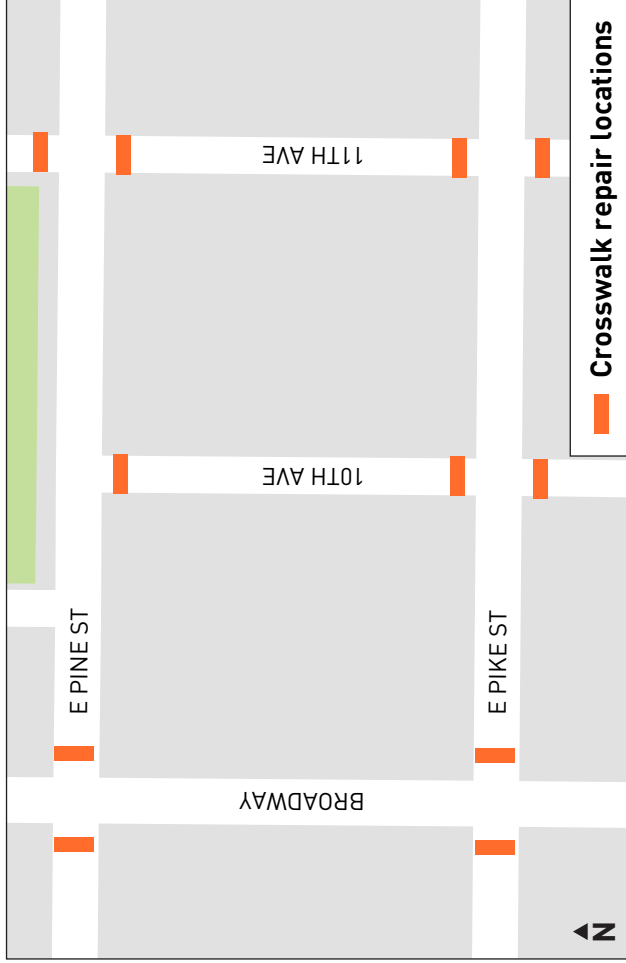 E PINE ST
11TH AVE
10TH AVE
BROADWAY
E PIKE ST
N
Crosswalk repair locations